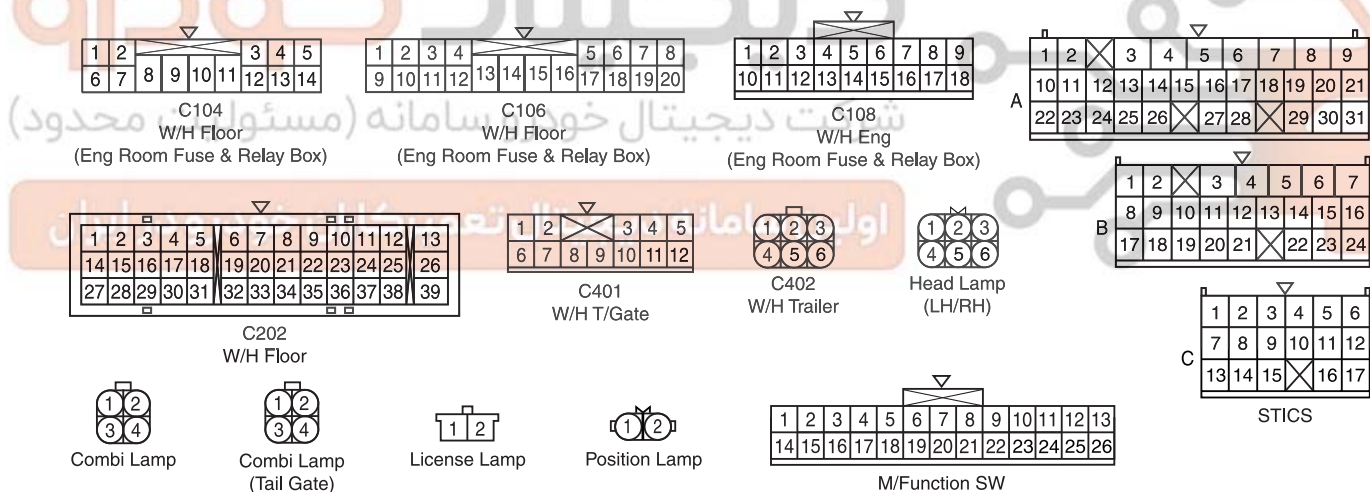 دیجیتال خودرو
شرکت دیجیتال خودرو سامانه (مسئولیت محدود)
اولین سامانه دیجیتال تعمیرکاران خودرو در ایران
1 2 3 4 5
6 7 8 9 10 11 12 13 14
C104
W/H Floor
(Eng Room Fuse & Relay Box)
1 2 3 4 5 6 7 8
9 10 11 12 13 14 15 16 17 18 19 20
C106
W/H Floor
(Eng Room Fuse & Relay Box)
1 2 3 4 5 6 7 8 9
10 11 12 13 14 15 16 17 18
C108
W/H Eng
(Eng Room Fuse & Relay Box)
A
1 2 3 4 5 6 7 8 9
10 11 12 13 14 15 16 17 18 19 20 21
22 23 24 25 26 27 28 29 30 31
B
1 2 3 4 5 6 7
8 9 10 11 12 13 14 15 16
17 18 19 20 21 22 23 24
C
1 2 3 4 5 6
7 8 9 10 11 12
13 14 15 16 17
STICS
1 2 3 4 5 6 7 8 9 10 11 12 13
14 15 16 17 18 19 20 21 22 23 24 25 26
27 28 29 30 31 32 33 34 35 36 37 38 39
C202
W/H Floor
1 2 3 4 5
6 7 8 9 10 11 12
C401
W/H T/Gate
1 2 3
4 5 6
C402
W/H Trailer
1 2 3
4 5 6
Head Lamp
(LH/RH)
1 2
3 4
Combi Lamp
1 2
3 4
Combi Lamp
(Tail Gate)
1 2
License Lamp
1 2
Position Lamp
1 2 3 4 5 6 7 8 9 10 11 12 13
14 15 16 17 18 19 20 21 22 23 24 25 26
M/Function SW